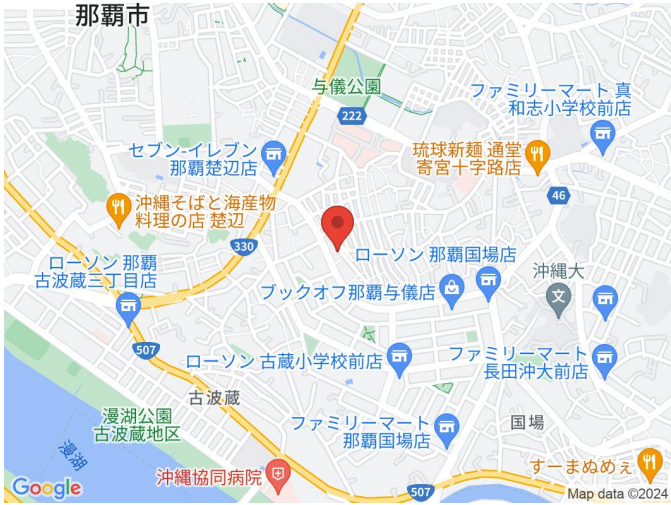 那覇市
与儀公園
222
ファミリーマート 真
和志小学校前店
セブン-イレブン
那覇楚辺店
琉球新麺 通堂
寄宮十字路店
46
沖縄そばと海産物
料理の店 楚辺
330
ローソン 那覇国場店
沖縄大
ローソン 那覇
古波蔵三丁目店
ブックオフ那覇与儀店
507
ローソン 古蔵小学校前店
ファミリーマート
長田沖大前店
古波蔵
漫湖公園
古波蔵地区
ファミリーマート
那覇国場店
国場
漫湖
沖縄協同病院
すーまぬめぇ
507
Google
Map data ©2024